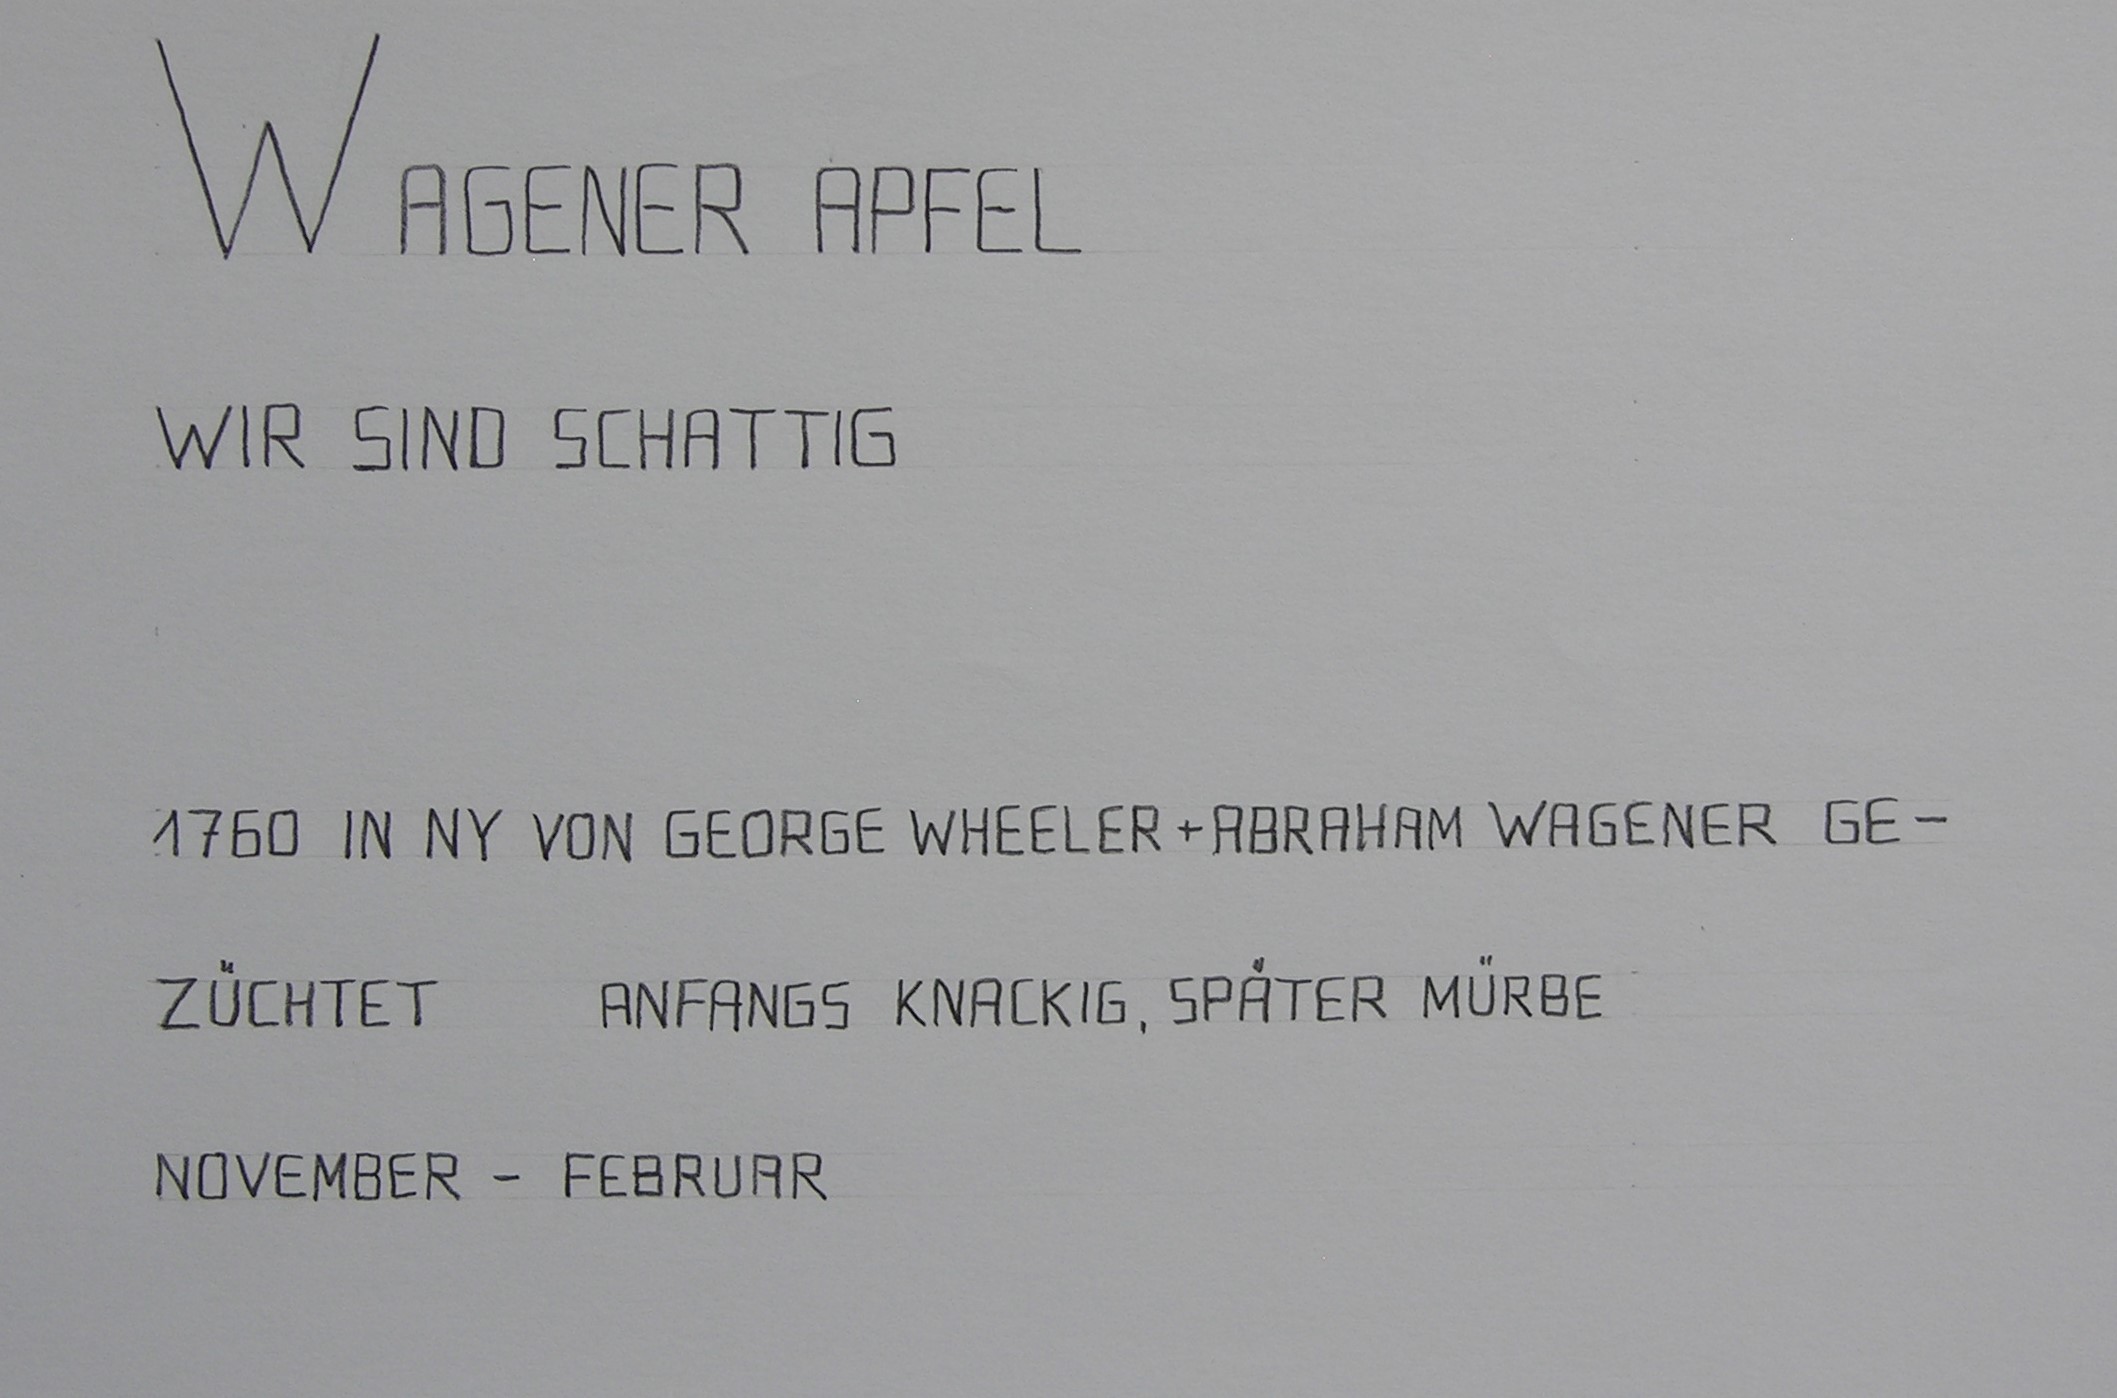 WAGENER APFEL
WIR SIND SCHATTIG
1760 IN NY VON GEORGE WHEELER + ABRAHAM WAGENER GE-
ZÜCHTET ANFANGS KNACKIG, SPÄTER MÜRBE
NOVEMBER - FEBRUAR